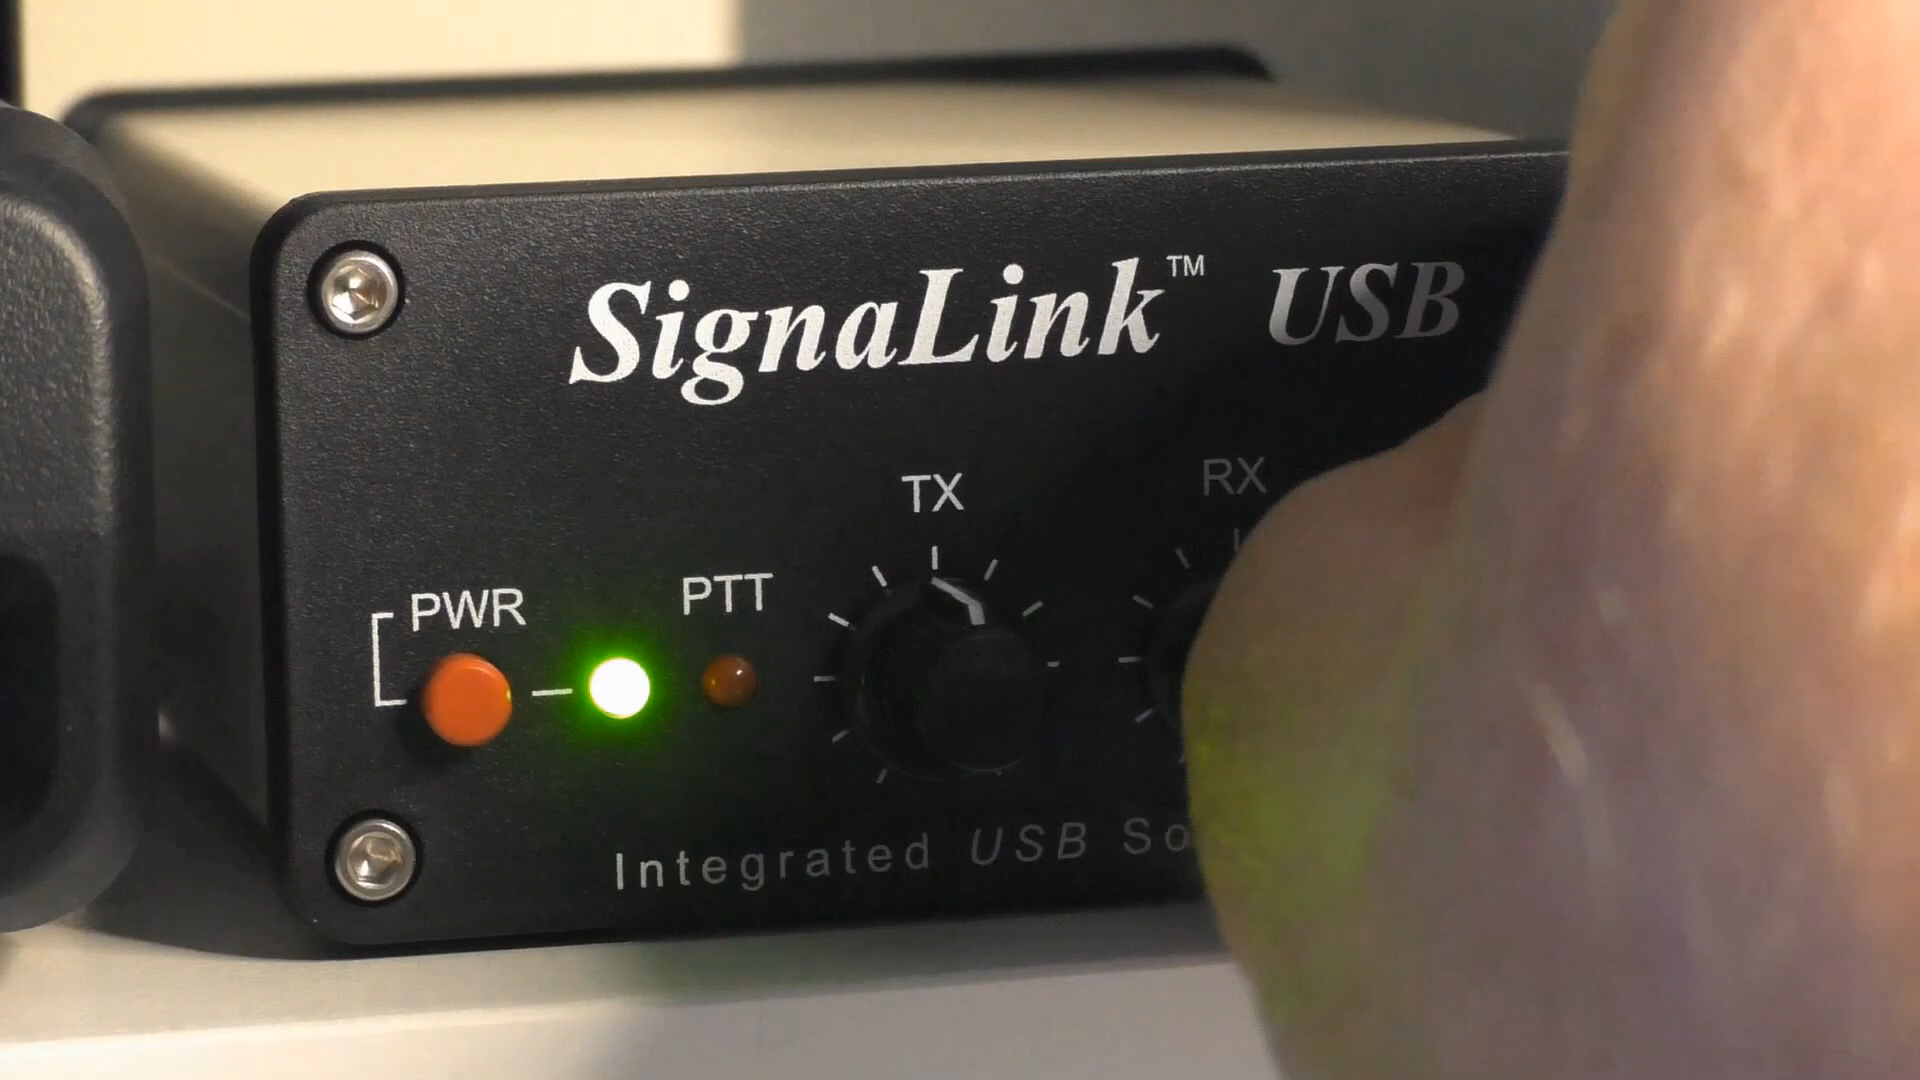 SignaLink™ USB
TX
RX
PTT
PWR
Integrated USB So